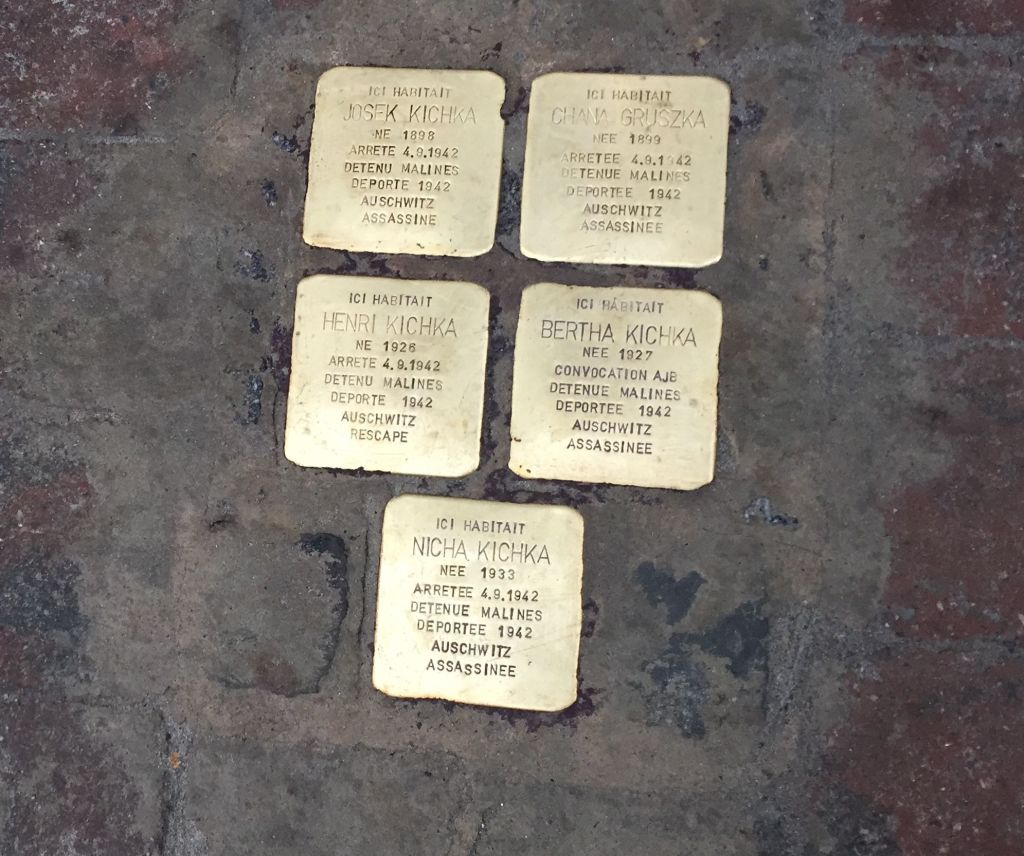 ICI HABITAIT
JOSEK KICHKA
NE 1898
ARRETE 4.9.1942
DETENU MALINES
DEPORTE 1942
AUSCHWITZ
ASSASSINE
ICI HABITAIT
CHANA GRUSZKA
NEE 1899
ARRETEE 4.9.1942
DETENUE MALINES
DEPORTEE 1942
AUSCHWITZ
ASSASSINEE
ICI HABITAIT
HENRI KICHKA
NE 1926
ARRETE 4.9.1942
DETENU MALINES
DEPORTE 1942
AUSCHWITZ
RESCAPE
ICI HABITAIT
BERTHA KICHKA
NEE 1927
CONVOCATION AJB
DETENUE MALINES
DEPORTEE 1942
AUSCHWITZ
ASSASSINEE
ICI HABITAIT
NICHA KICHKA
NEE 1933
ARRETEE 4.9.1942
DETENUE MALINES
DEPORTEE 1942
AUSCHWITZ
ASSASSINEE